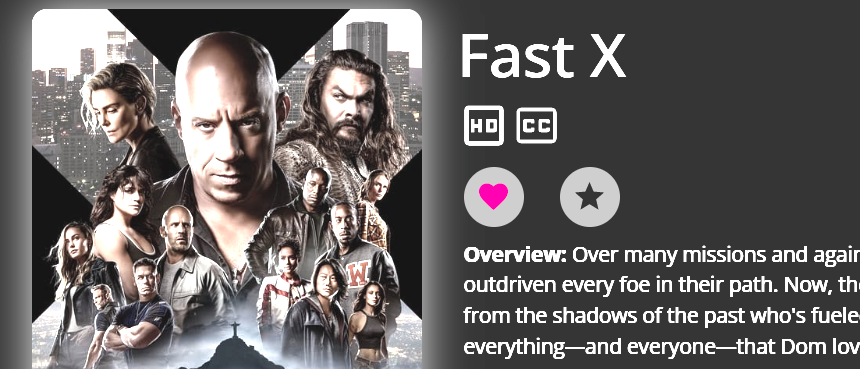 Fast X
HD CC
Overview: Over many missions and again
outdriven every foe in their path. Now, the
from the shadows of the past who's fuele
everything—and everyone—that Dom lov
W